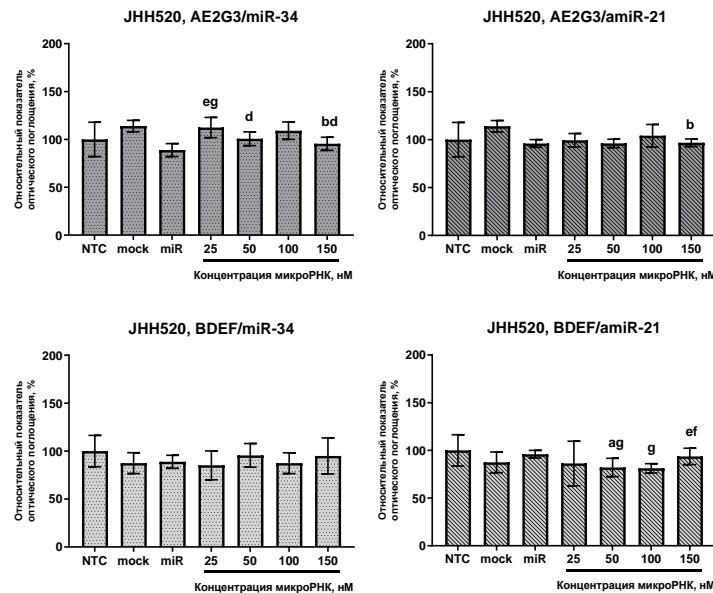 JHH520, AE2G3/miR-34
Относительный показатель
оптического поглощения, %
200
150
100
50
0
eg
d
bd
NTC mock miR 25 50 100 150
Концентрация микроРНК, нМ
JHH520, AE2G3/amiR-21
Относительный показатель
оптического поглощения, %
200
150
100
50
0
b
NTC mock miR 25 50 100 150
Концентрация микроРНК, нМ
JHH520, BDEF/miR-34
Относительный показатель
оптического поглощения, %
200
150
100
50
0
NTC mock miR 25 50 100 150
Концентрация микроРНК, нМ
JHH520, BDEF/amiR-21
Относительный показатель
оптического поглощения, %
200
150
100
50
0
ag
g
ef
NTC mock miR 25 50 100 150
Концентрация микроРНК, нМ